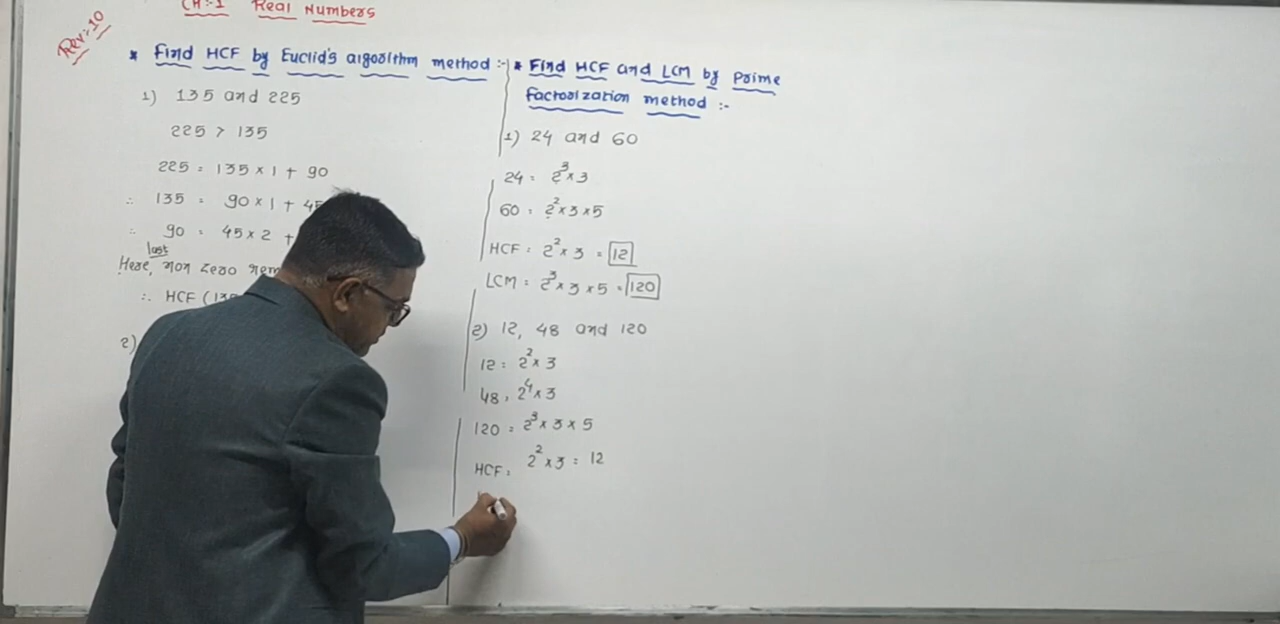 CH:-1 Real Numbers
Rev:-10
* Find HCF by Euclid's algorithm method :-
1) 135 and 225
225 > 135
225 = 135 × 1 + 90
∴ 135 = 90 × 1 + 45
∴ 90 = 45 × 2 +
last
Here, non zero rem
∴ HCF (135
2)
* Find HCF and LCM by Prime
factorization method :-
1) 24 and 60
24 = 2³ × 3
60 = 2² × 3 × 5
HCF = 2² × 3 = 12
LCM = 2³ × 3 × 5 = 120
2) 12, 48 and 120
12 = 2² × 3
48 = 2⁴ × 3
120 = 2³ × 3 × 5
HCF = 2² × 3 = 12